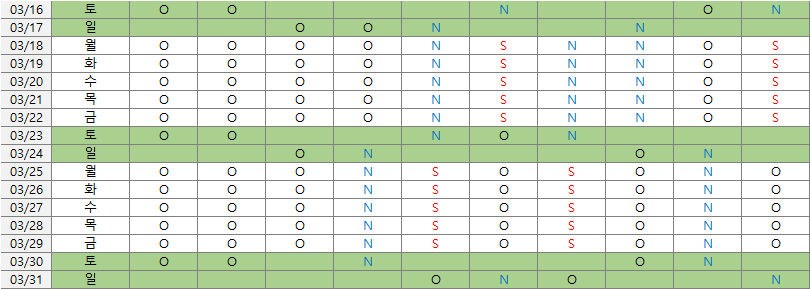 03/16 토 O O N O N
03/17 일 O O N N
03/18 월 O O O O N S N N O S
03/19 화 O O O O N S N N O S
03/20 수 O O O O N S N N O S
03/21 목 O O O O N S N N O S
03/22 금 O O O O N S N N O S
03/23 토 O O N O N
03/24 일 O N O N
03/25 월 O O O N S O S O N O
03/26 화 O O O N S O S O N O
03/27 수 O O O N S O S O N O
03/28 목 O O O N S O S O N O
03/29 금 O O O N S O S O N O
03/30 토 O O N O N
03/31 일 O N O N